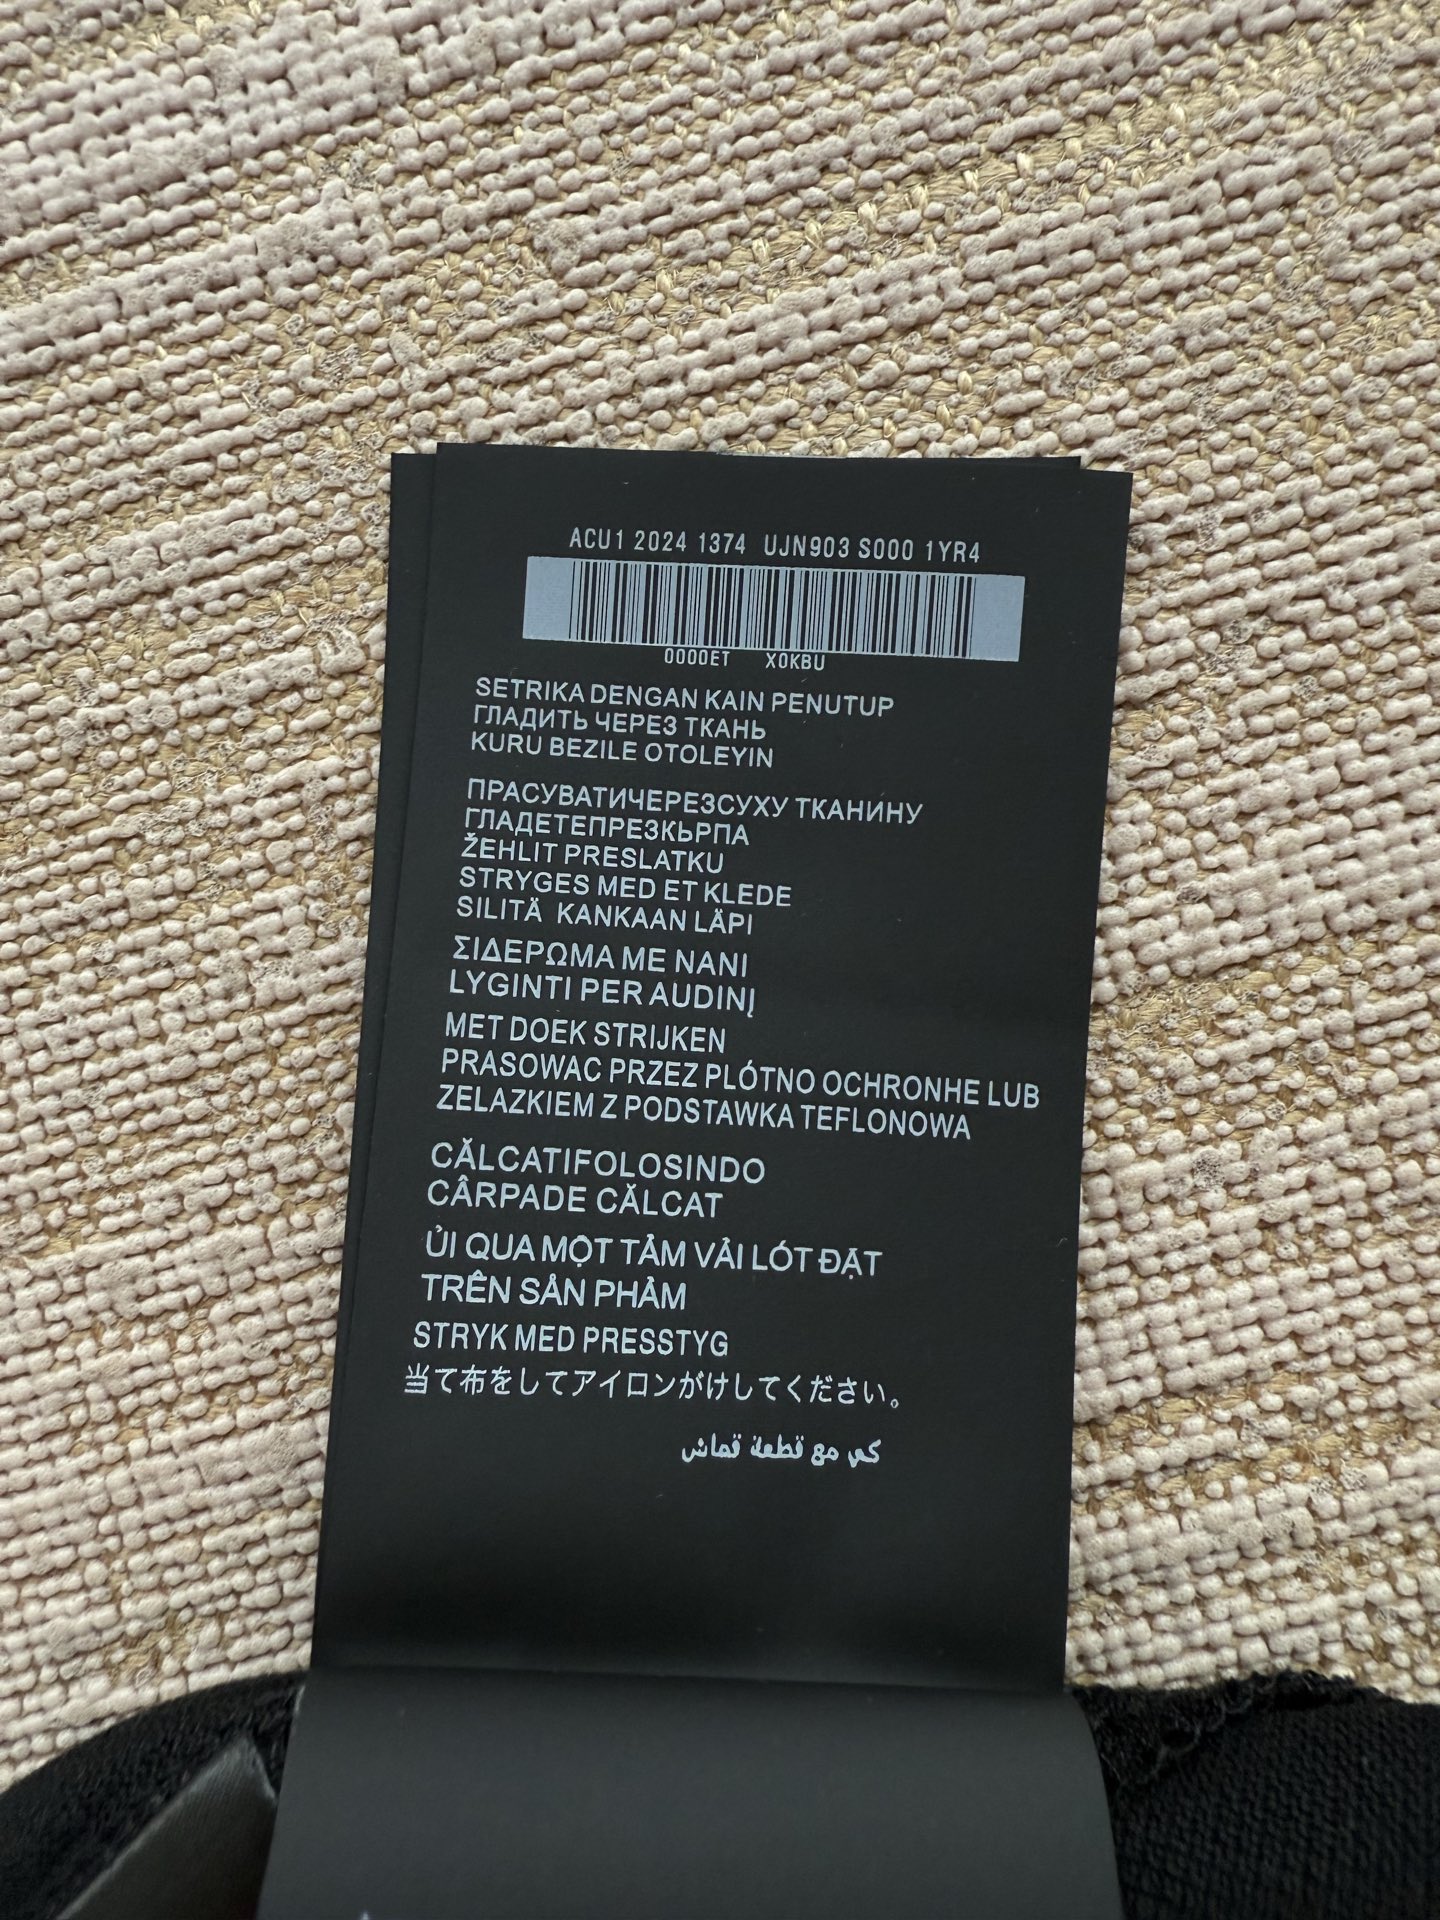 ACU1 2024 1374 UJN903 S000 1YR4
0000ET X0KBU
SETRIKA DENGAN KAIN PENUTUP
ГЛАДИТЬ ЧЕРЕЗ ТКАНЬ
KURU BEZILE OTOLEYIN
ПРАСУВАТИЧЕРЕЗСУХУ ТКАНИНУ
ГЛАДЕТЕПРЕЗКЬРПА
ŽEHLIT PRESLATKU
STRYGES MED ET KLEDE
SILITÄ KANKAAN LÄPI
ΣΙΔΕΡΩΜΑ ΜΕ NANI
LYGINTI PER AUDINĮ
MET DOEK STRIJKEN
PRASOWAC PRZEZ PLÓTNO OCHRONHE LUB
ZELAZKIEM Z PODSTAWKA TEFLONOWA
CĂLCATIFOLOSINDO
CÂRPADE CĂLCAT
ỦI QUA MỘT TẢM VẢI LÓT ĐẶT
TRÊN SẢN PHẢM
STRYK MED PRESSTYG
当て布をしてアイロンがけしてください。
كي مع قطعة قماش